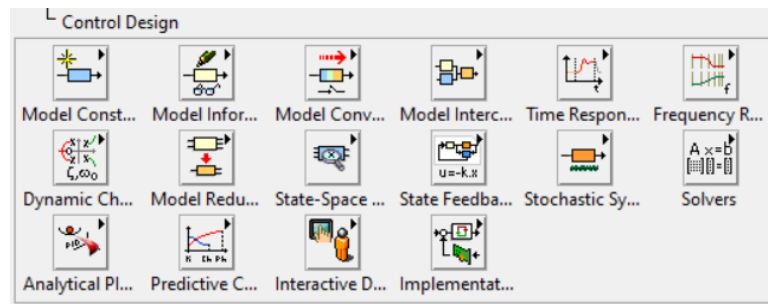 Control Design
Model Const... Model Infor... Model Conv... Model Interc... Time Respon... Frequency R...
Dynamic Ch... Model Redu... State-Space ... State Feedba... Stochastic Sy... Solvers
Analytical Pl... Predictive C... Interactive D... Implementat...